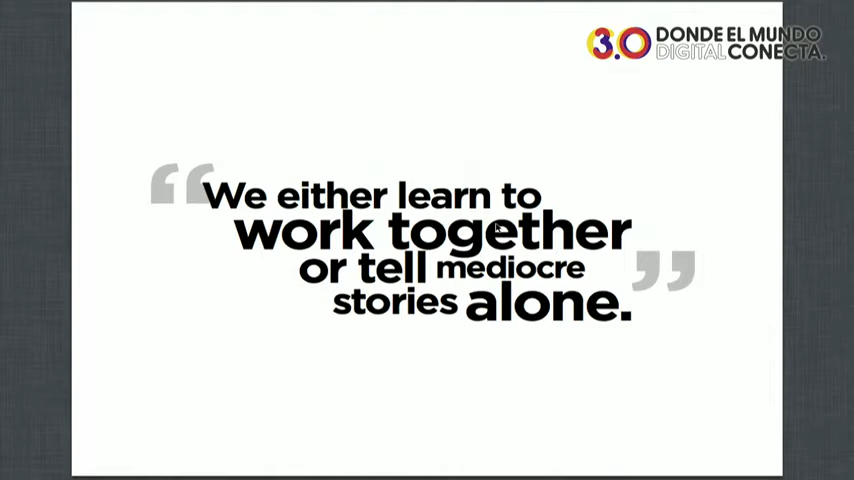 3.0 DONDE EL MUNDO
DIGITAL CONECTA.
“We either learn to
work together
or tell mediocre
stories alone.”